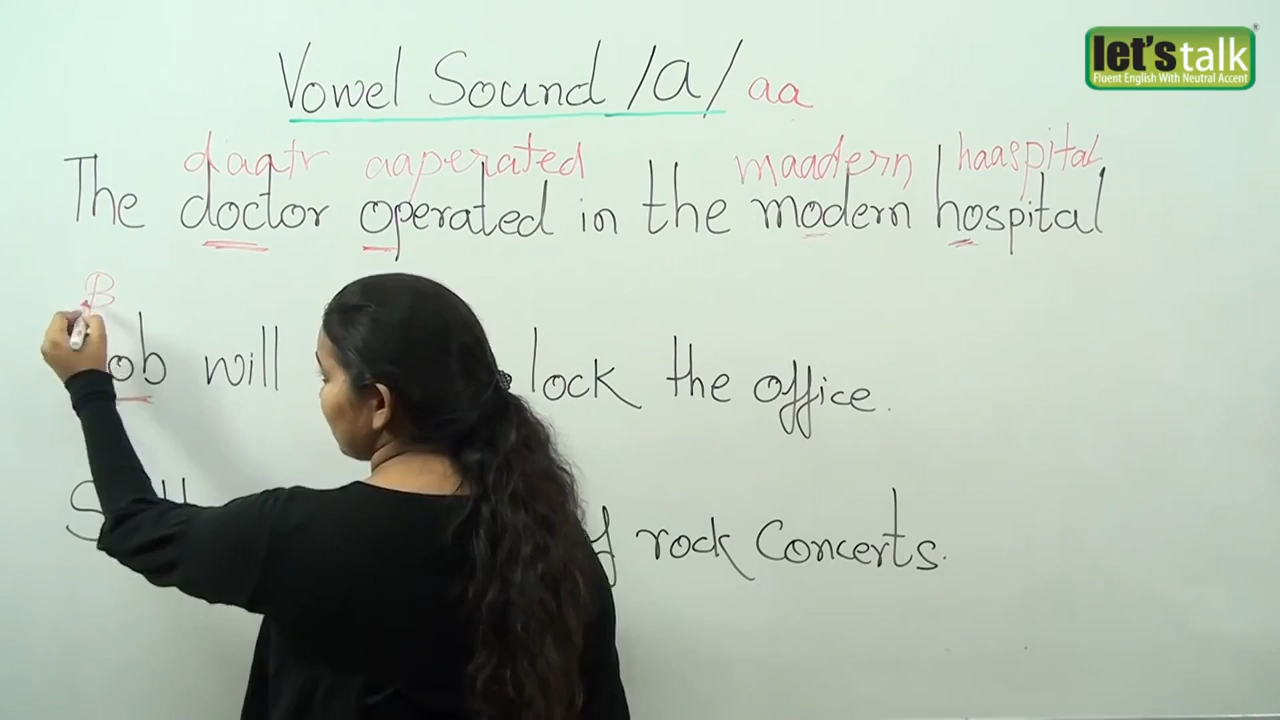 let's talk
Fluent English With Neutral Accent
Vowel Sound /a/ aa
daatr aaperated maadern haaspital
The doctor operated in the modern hospital
B
ob will lock the office.
rock Concerts.